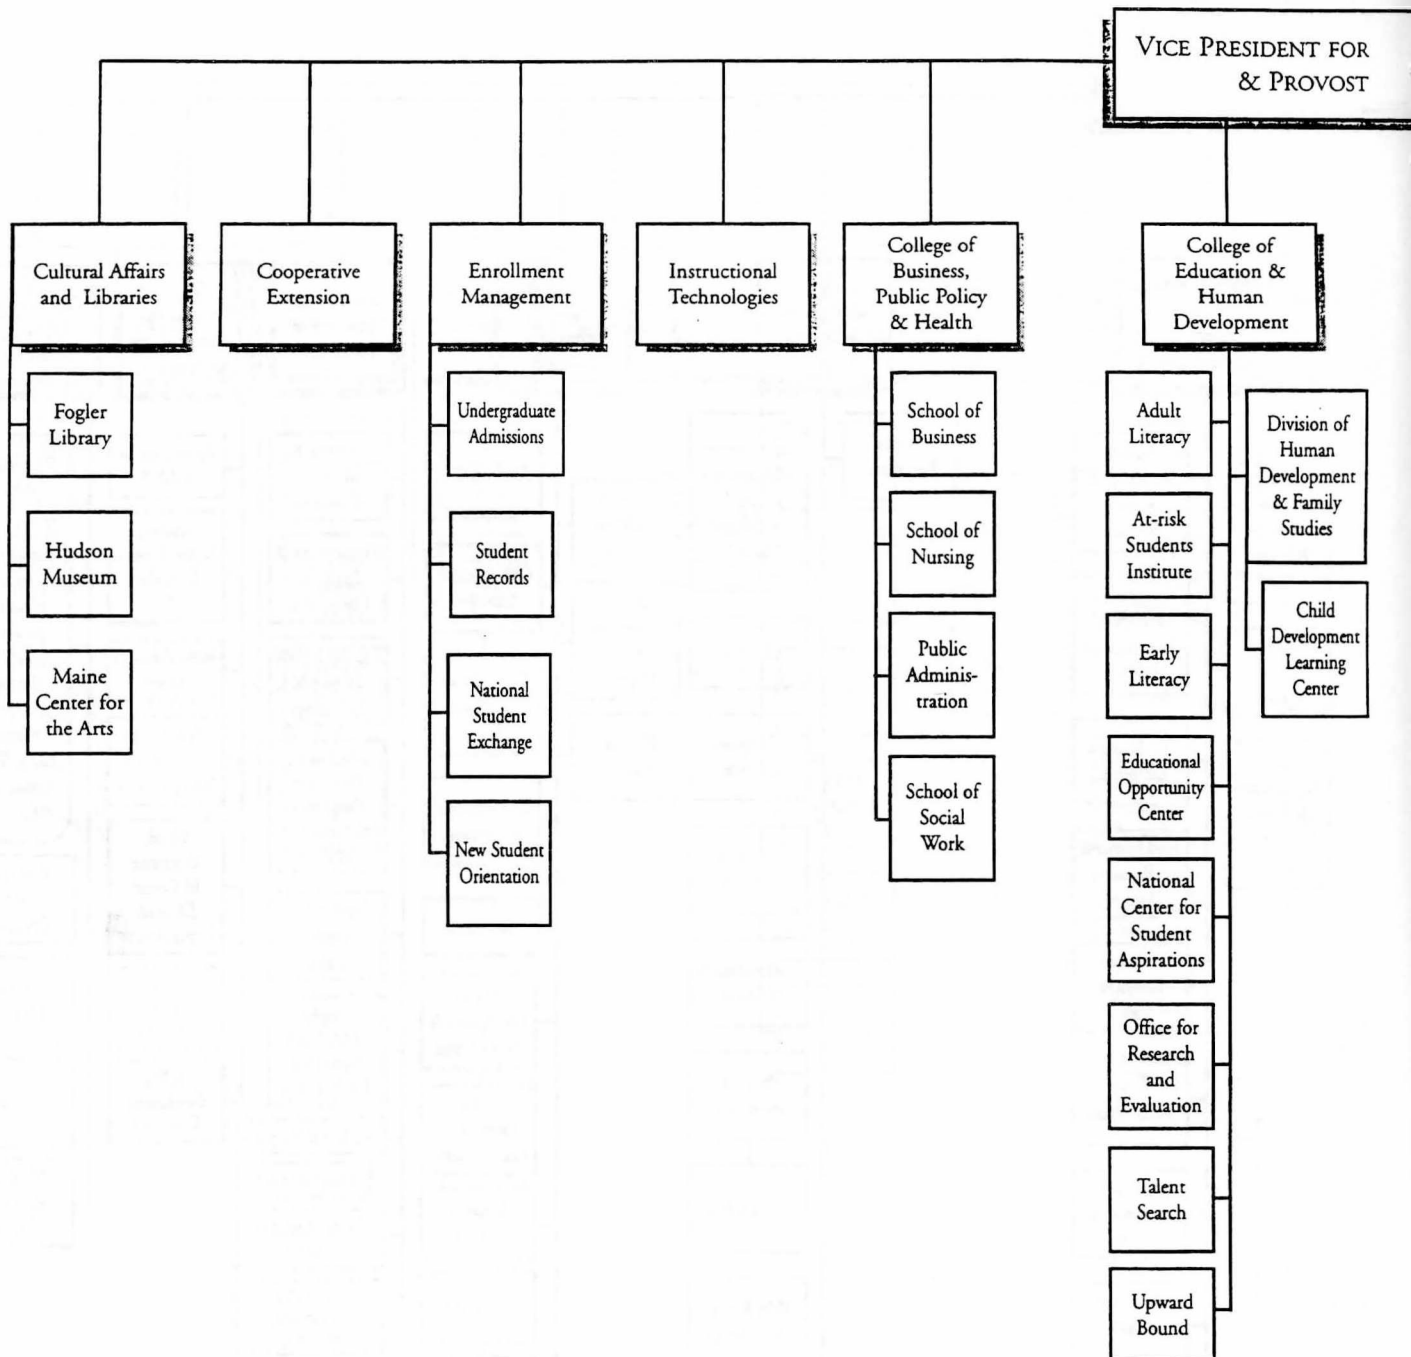 VICE PRESIDENT FOR
& PROVOST
Cultural Affairs
and Libraries
Cooperative
Extension
Enrollment
Management
Instructional
Technologies
College of
Business,
Public Policy
& Health
College of
Education &
Human
Development
Fogler
Library
Hudson
Museum
Maine
Center for
the Arts
Undergraduate
Admissions
Student
Records
National
Student
Exchange
New Student
Orientation
School of
Business
School of
Nursing
Public
Adminis-
tration
School of
Social
Work
Adult
Literacy
At-risk
Students
Institute
Early
Literacy
Educational
Opportunity
Center
National
Center for
Student
Aspirations
Office for
Research
and
Evaluation
Talent
Search
Upward
Bound
Division of
Human
Development
& Family
Studies
Child
Development
Learning
Center